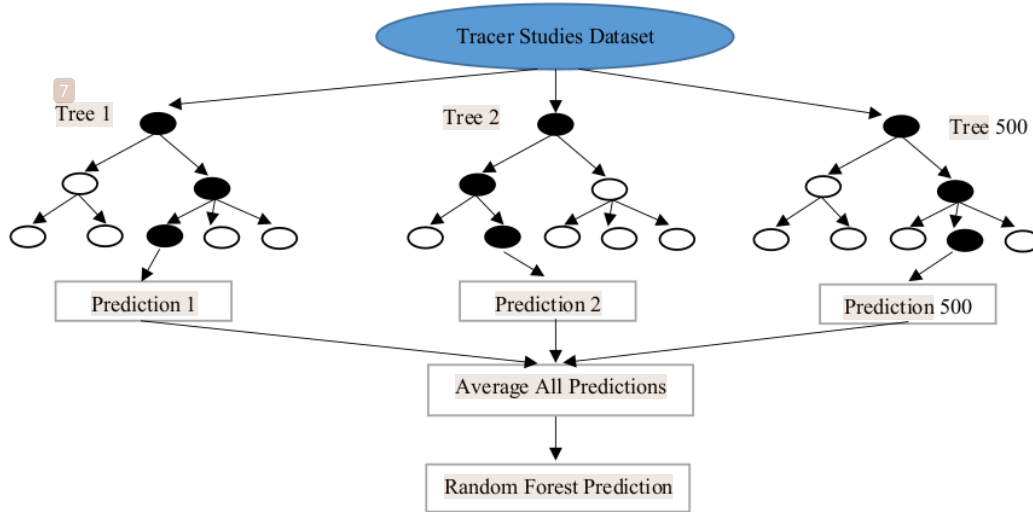 Tracer Studies Dataset
7
Tree 1
Tree 2
Tree 500
Prediction 1
Prediction 2
Prediction 500
Average All Predictions
Random Forest Prediction